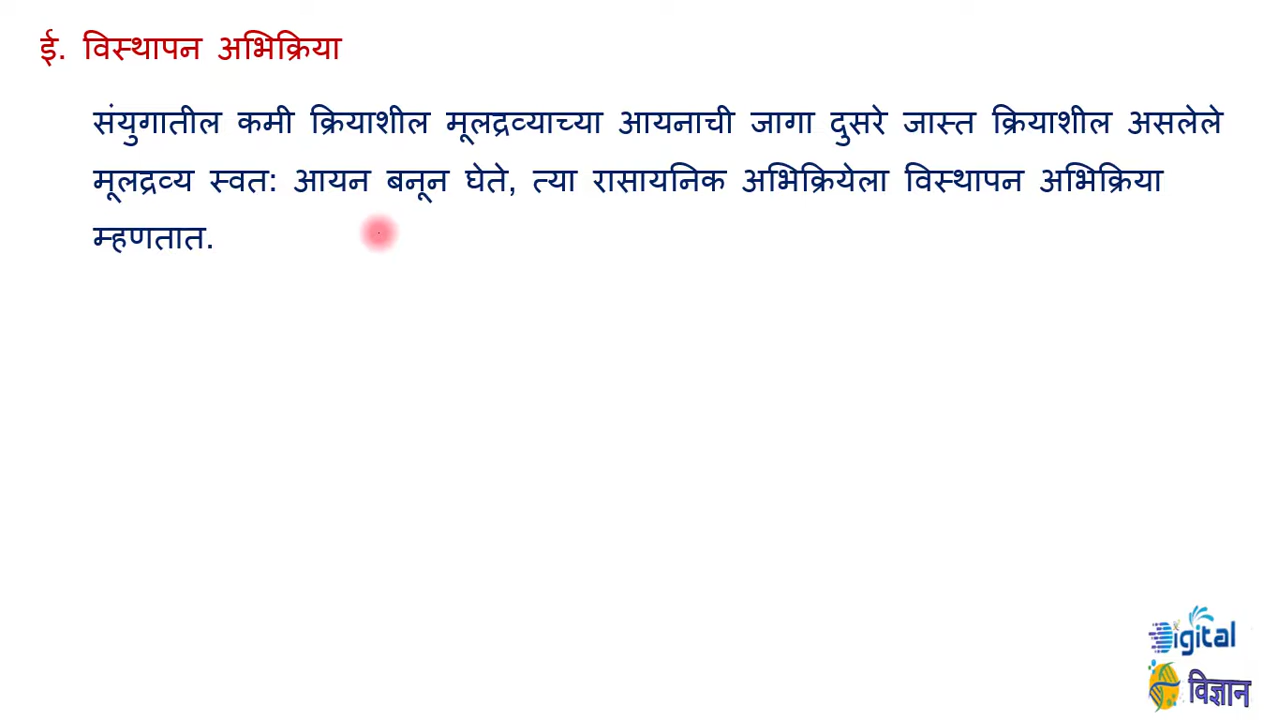 ई. विस्थापन अभिक्रिया
संयुगातील कमी क्रियाशील मूलद्रव्याच्या आयनाची जागा दुसरे जास्त क्रियाशील असलेले
मूलद्रव्य स्वत: आयन बनून घेते, त्या रासायनिक अभिक्रियेला विस्थापन अभिक्रिया
म्हणतात.
Digital
विज्ञान